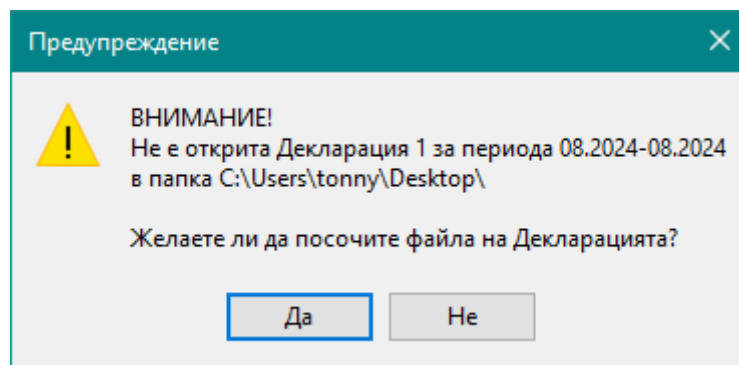 Предупреждение
ВНИМАНИЕ!
Не е открита Декларация 1 за периода 08.2024-08.2024
в папка C:\Users\tonny\Desktop\
Желаете ли да посочите файла на Декларацията?
Да
Не